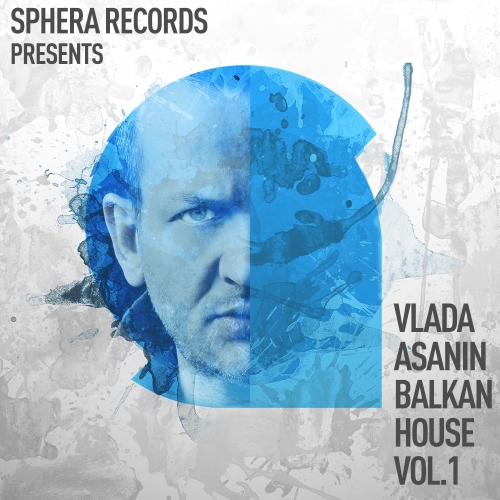 SPHERA RECORDS
PRESENTS
VLADA
ASANIN
BALKAN
HOUSE
VOL.1